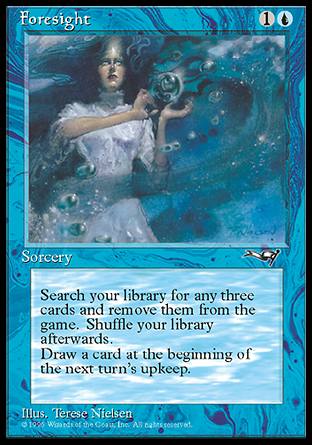 Foresight 1
NIELSEN
Sorcery
Search your library for any three
cards and remove them from the
game. Shuffle your library
afterwards.
Draw a card at the beginning of
the next turn's upkeep.
Illus. Terese Nielsen
© 1996 Wizards of the Coast, Inc. All rights reserved.